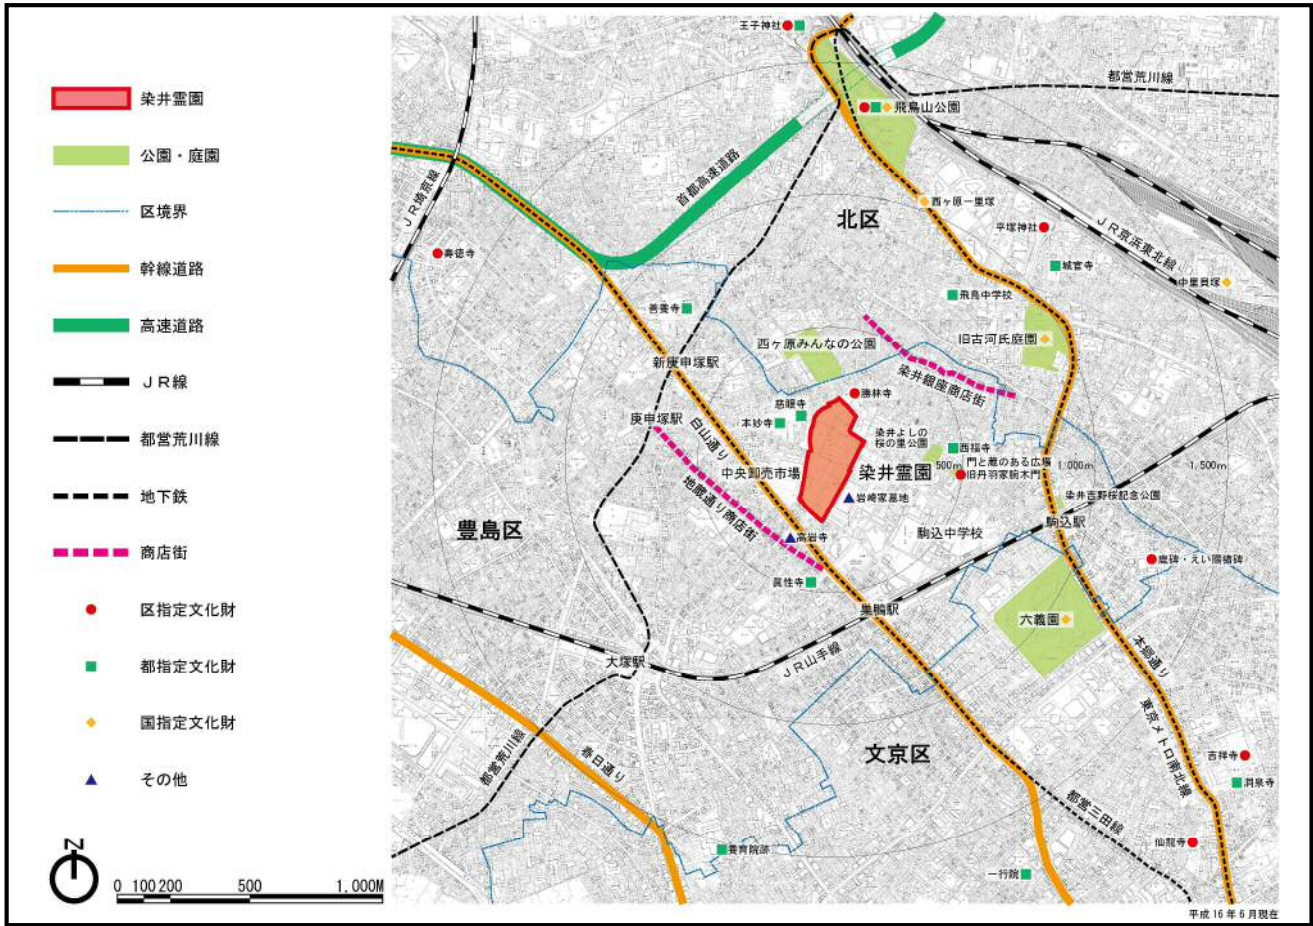 染井霊園
公園・庭園
区境界
幹線道路
高速道路
JR線
都営荒川線
地下鉄
商店街
区指定文化財
都指定文化財
国指定文化財
その他
N
0 100 200 500 1,000M
王子神社
都営荒川線
飛鳥山公園
首都高速道路
JR埼京線
西ヶ原一里塚
北区
平塚神社
JR京浜東北線
寿徳寺
城官寺
中里貝塚
飛鳥中学校
善養寺
旧古河氏庭園
西ヶ原みんなの公園
新庚申塚駅
染井銀座商店街
勝林寺
慈眼寺
庚申塚駅
本妙寺
白山通り
染井よしの
桜の里公園
西福寺
中央卸売市場
染井霊園
500m
門と蔵のある広場
1,000m
1,500m
旧丹羽家腕木門
地蔵通り商店街
岩崎家墓地
染井吉野桜記念公園
豊島区
高岩寺
駒込中学校
駒込駅
眞性寺
巣鴨駅
六義園
大塚駅
JR山手線
本郷通り
東京メトロ南北線
都営荒川線
春日通り
文京区
吉祥寺
洞泉寺
都営三田線
養育院跡
仙龍寺
一行院
平成16年6月現在